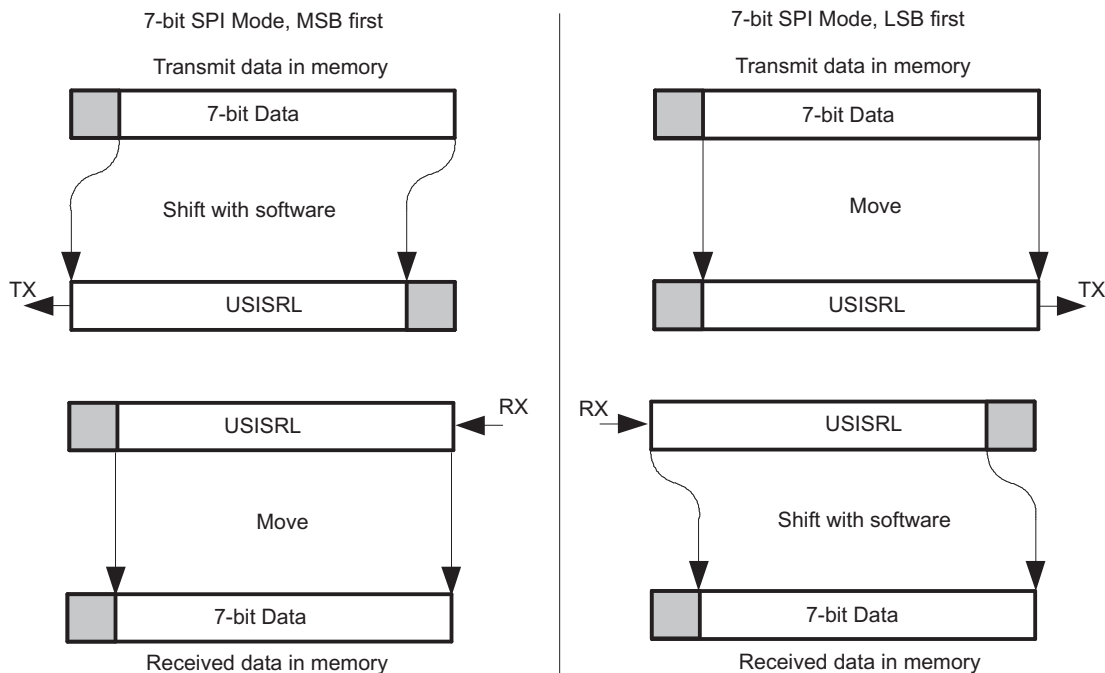 7-bit SPI Mode, MSB first
Transmit data in memory
7-bit Data
Shift with software
TX
USISRL
USISRL
RX
Move
7-bit Data
Received data in memory
7-bit SPI Mode, LSB first
Transmit data in memory
7-bit Data
Move
USISRL
TX
RX
USISRL
Shift with software
7-bit Data
Received data in memory